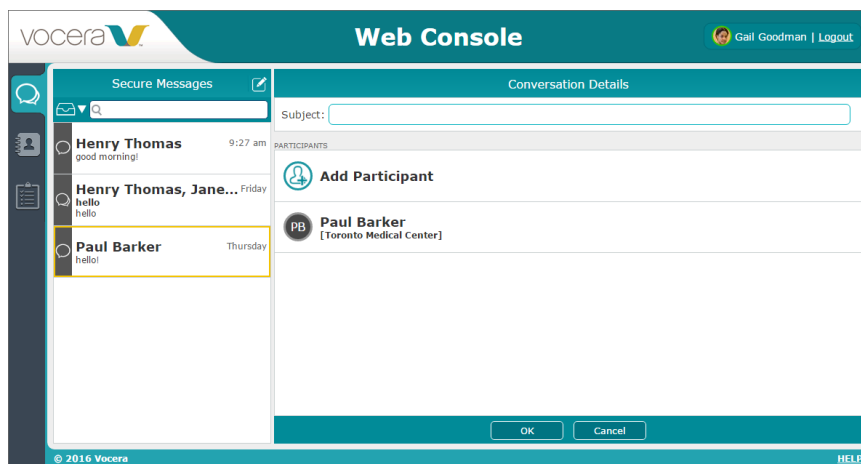 vocera
Web Console
Gail Goodman | Logout
Secure Messages
Henry Thomas
9:27 am
good morning!
Henry Thomas, Jane...
Friday
hello
hello
Paul Barker
Thursday
hello!
Conversation Details
Subject:
PARTICIPANTS
Add Participant
PB
Paul Barker
[Toronto Medical Center]
OK
Cancel
© 2016 Vocera
HELP